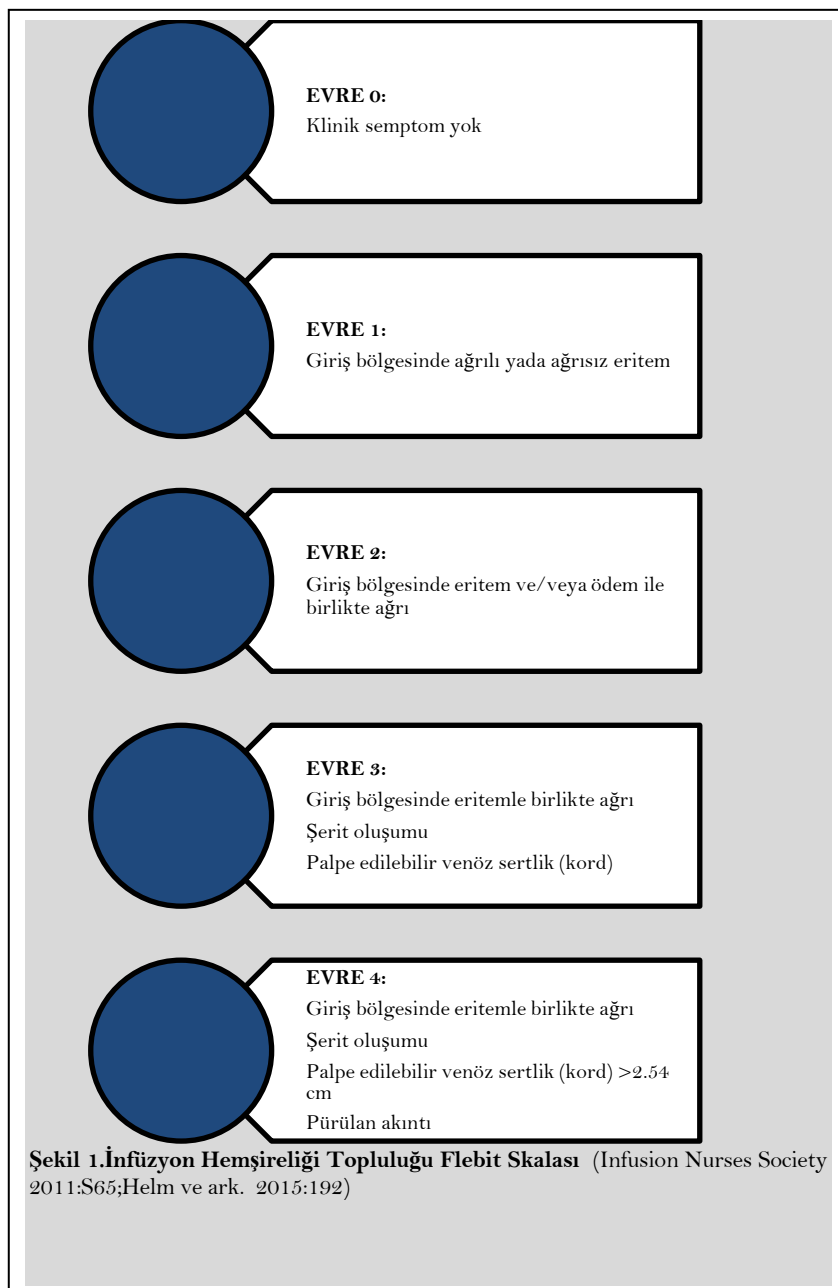 EVRE 0:
Klinik semptom yok
EVRE 1:
Giriş bölgesinde ağrılı yada ağrısız eritem
EVRE 2:
Giriş bölgesinde eritem ve/veya ödem ile
birlikte ağrı
EVRE 3:
Giriş bölgesinde eritemle birlikte ağrı
Şerit oluşumu
Palpe edilebilir venöz sertlik (kord)
EVRE 4:
Giriş bölgesinde eritemle birlikte ağrı
Şerit oluşumu
Palpe edilebilir venöz sertlik (kord) >2.54
cm
Pürülan akıntı
Şekil 1.İnfüzyon Hemşireliği Topluluğu Flebit Skalası (Infusion Nurses Society
2011:S65;Helm ve ark. 2015:192)